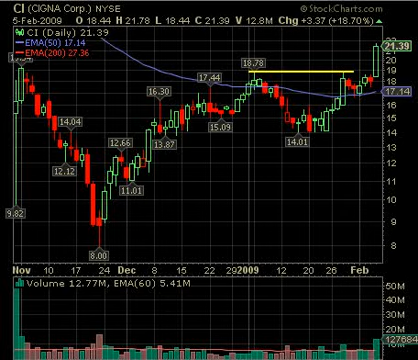 CI (CIGNA Corp.) NYSE © StockCharts.com
5-Feb-2009 O 18.44 H 21.78 L 18.44 C 21.39 V 12.8M Chg +3.37 (+18.70%)
CI (Daily) 21.39
EMA(50) 17.14
EMA(200) 27.36
21.39
20
19
18
17.14
16
15
14
13
12
11
10
9
8
9.82
14.04
12.12
8.00
12.66
11.01
16.30
13.87
17.44
15.09
18.78
14.01
Nov 10 17 24 Dec 8 15 22 2009 12 20 26 Feb
Volume 12.77M, EMA(60) 5.41M
50M
40M
30M
20M